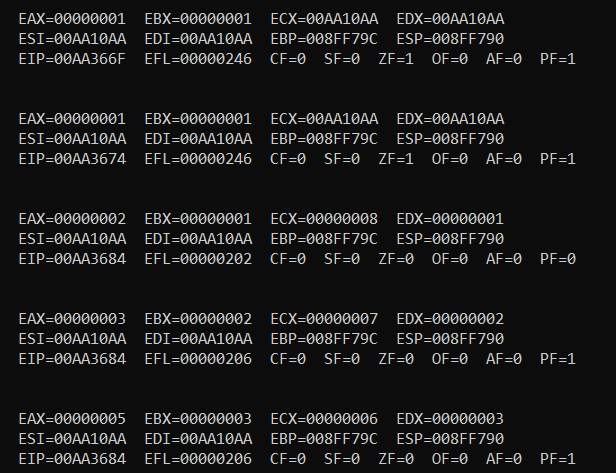 EAX=00000001  EBX=00000001  ECX=00AA10AA  EDX=00AA10AA
ESI=00AA10AA  EDI=00AA10AA  EBP=008FF79C  ESP=008FF790
EIP=00AA366F  EFL=00000246  CF=0  SF=0  ZF=1  OF=0  AF=0  PF=1
EAX=00000001  EBX=00000001  ECX=00AA10AA  EDX=00AA10AA
ESI=00AA10AA  EDI=00AA10AA  EBP=008FF79C  ESP=008FF790
EIP=00AA3674  EFL=00000246  CF=0  SF=0  ZF=1  OF=0  AF=0  PF=1
EAX=00000002  EBX=00000001  ECX=00000008  EDX=00000001
ESI=00AA10AA  EDI=00AA10AA  EBP=008FF79C  ESP=008FF790
EIP=00AA3684  EFL=00000202  CF=0  SF=0  ZF=0  OF=0  AF=0  PF=0
EAX=00000003  EBX=00000002  ECX=00000007  EDX=00000002
ESI=00AA10AA  EDI=00AA10AA  EBP=008FF79C  ESP=008FF790
EIP=00AA3684  EFL=00000206  CF=0  SF=0  ZF=0  OF=0  AF=0  PF=1
EAX=00000005  EBX=00000003  ECX=00000006  EDX=00000003
ESI=00AA10AA  EDI=00AA10AA  EBP=008FF79C  ESP=008FF790
EIP=00AA3684  EFL=00000206  CF=0  SF=0  ZF=0  OF=0  AF=0  PF=1